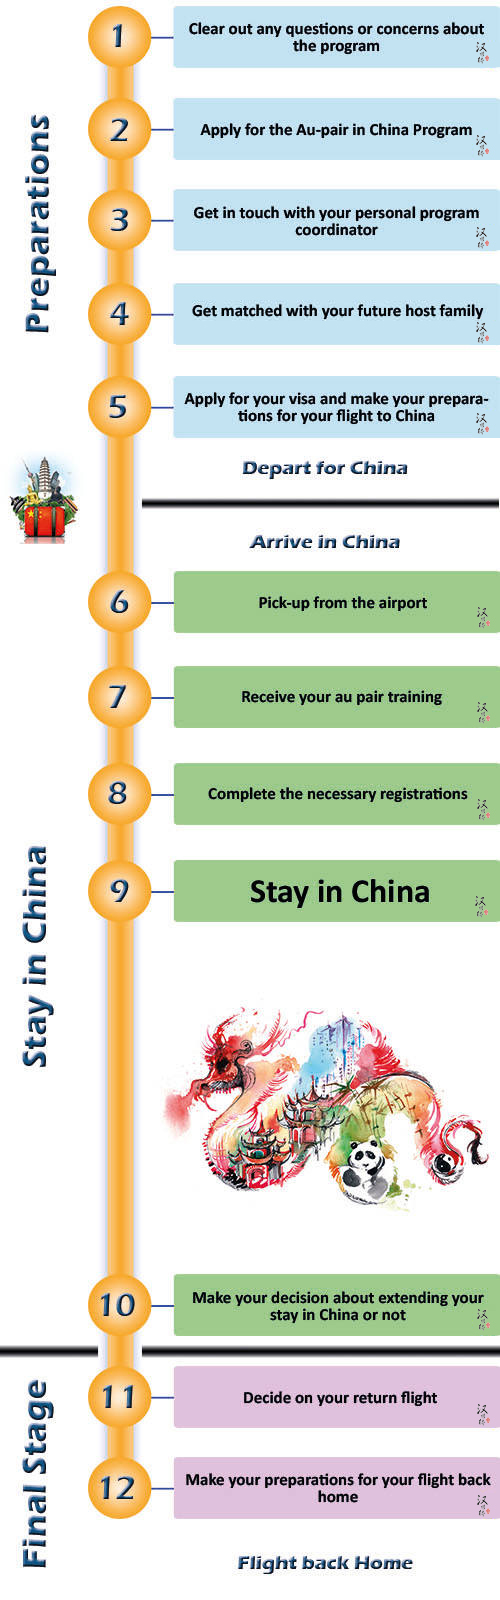 Preparations
1
Clear out any questions or concerns about
the program
2
Apply for the Au-pair in China Program
3
Get in touch with your personal program
coordinator
4
Get matched with your future host family
5
Apply for your visa and make your prepara-
tions for your flight to China
Depart for China
Arrive in China
Stay in China
6
Pick-up from the airport
7
Receive your au pair training
8
Complete the necessary registrations
9
Stay in China
10
Make your decision about extending your
stay in China or not
Final Stage
11
Decide on your return flight
12
Make your preparations for your flight back
home
Flight back Home